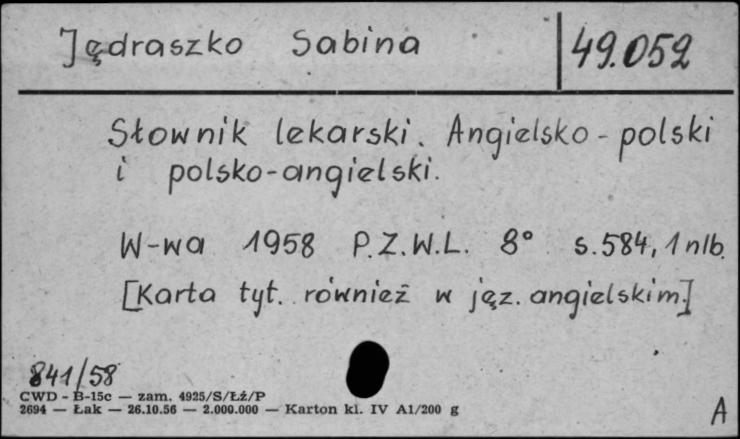 Jędraszko Sabina 49.052
Słownik lekarski. Angielsko-polski
i polsko-angielski.
W-wa 1958 P.Z.W.L. 8° s.584, 1 nlb.
[Karta tyt. również w jęz. angielskim.]
841/58
CWD - B-15c — zam. 4925/S/Łź/P
2694 — Łak — 26.10.56 — 2.000.000 — Karton kl. IV A1/200 g
A